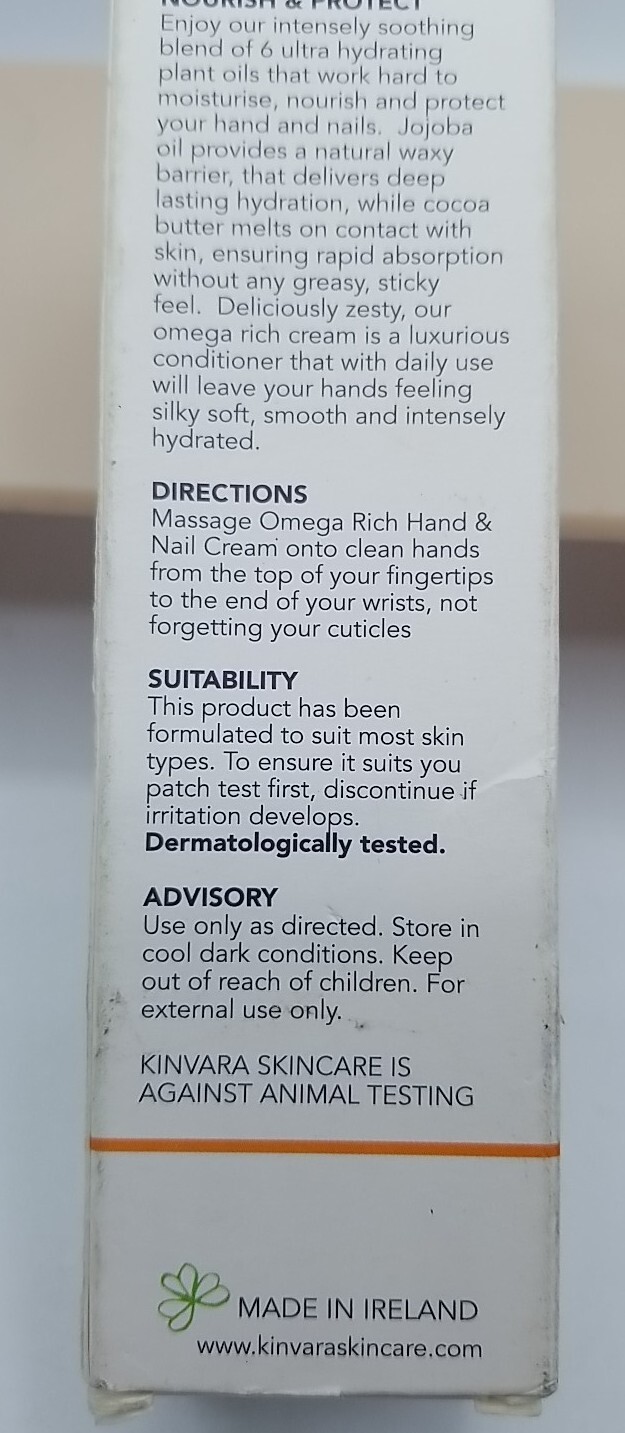 NOURISH & PROTECT
Enjoy our intensely soothing
blend of 6 ultra hydrating
plant oils that work hard to
moisturise, nourish and protect
your hand and nails. Jojoba
oil provides a natural waxy
barrier, that delivers deep
lasting hydration, while cocoa
butter melts on contact with
skin, ensuring rapid absorption
without any greasy, sticky
feel. Deliciously zesty, our
omega rich cream is a luxurious
conditioner that with daily use
will leave your hands feeling
silky soft, smooth and intensely
hydrated.
DIRECTIONS
Massage Omega Rich Hand &
Nail Cream onto clean hands
from the top of your fingertips
to the end of your wrists, not
forgetting your cuticles
SUITABILITY
This product has been
formulated to suit most skin
types. To ensure it suits you
patch test first, discontinue if
irritation develops.
Dermatologically tested.
ADVISORY
Use only as directed. Store in
cool dark conditions. Keep
out of reach of children. For
external use only.
KINVARA SKINCARE IS
AGAINST ANIMAL TESTING
MADE IN IRELAND
www.kinvaraskincare.com